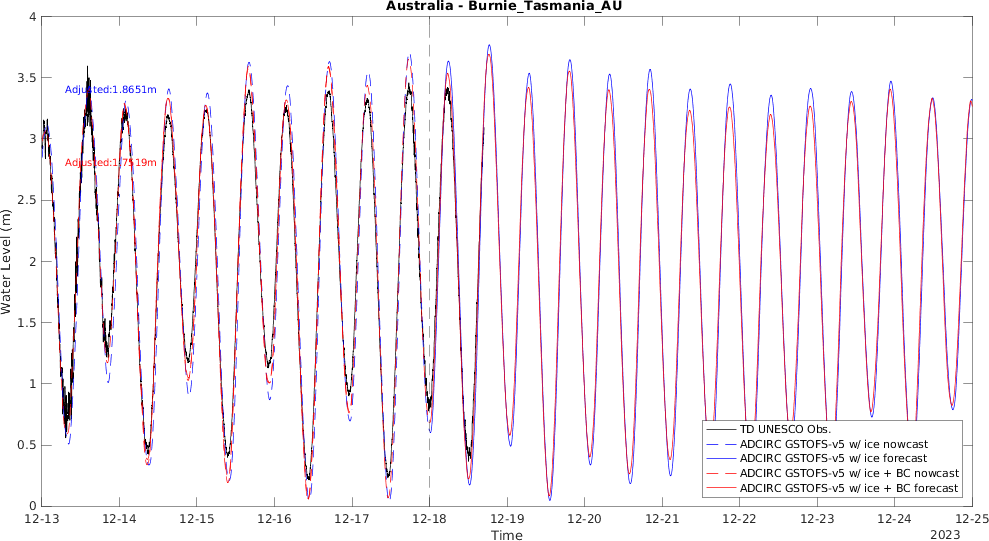 Australia - Burnie_Tasmania_AU
4
3.5
3
2.5
2
1.5
1
0.5
0
Water Level (m)
Adjusted:1.8651m
Adjusted:1.7519m
TD UNESCO Obs.
ADCIRC GSTOFS-v5 w/ ice nowcast
ADCIRC GSTOFS-v5 w/ ice forecast
ADCIRC GSTOFS-v5 w/ ice + BC nowcast
ADCIRC GSTOFS-v5 w/ ice + BC forecast
12-13 12-14 12-15 12-16 12-17 12-18 12-19 12-20 12-21 12-22 12-23 12-24 12-25
Time
2023